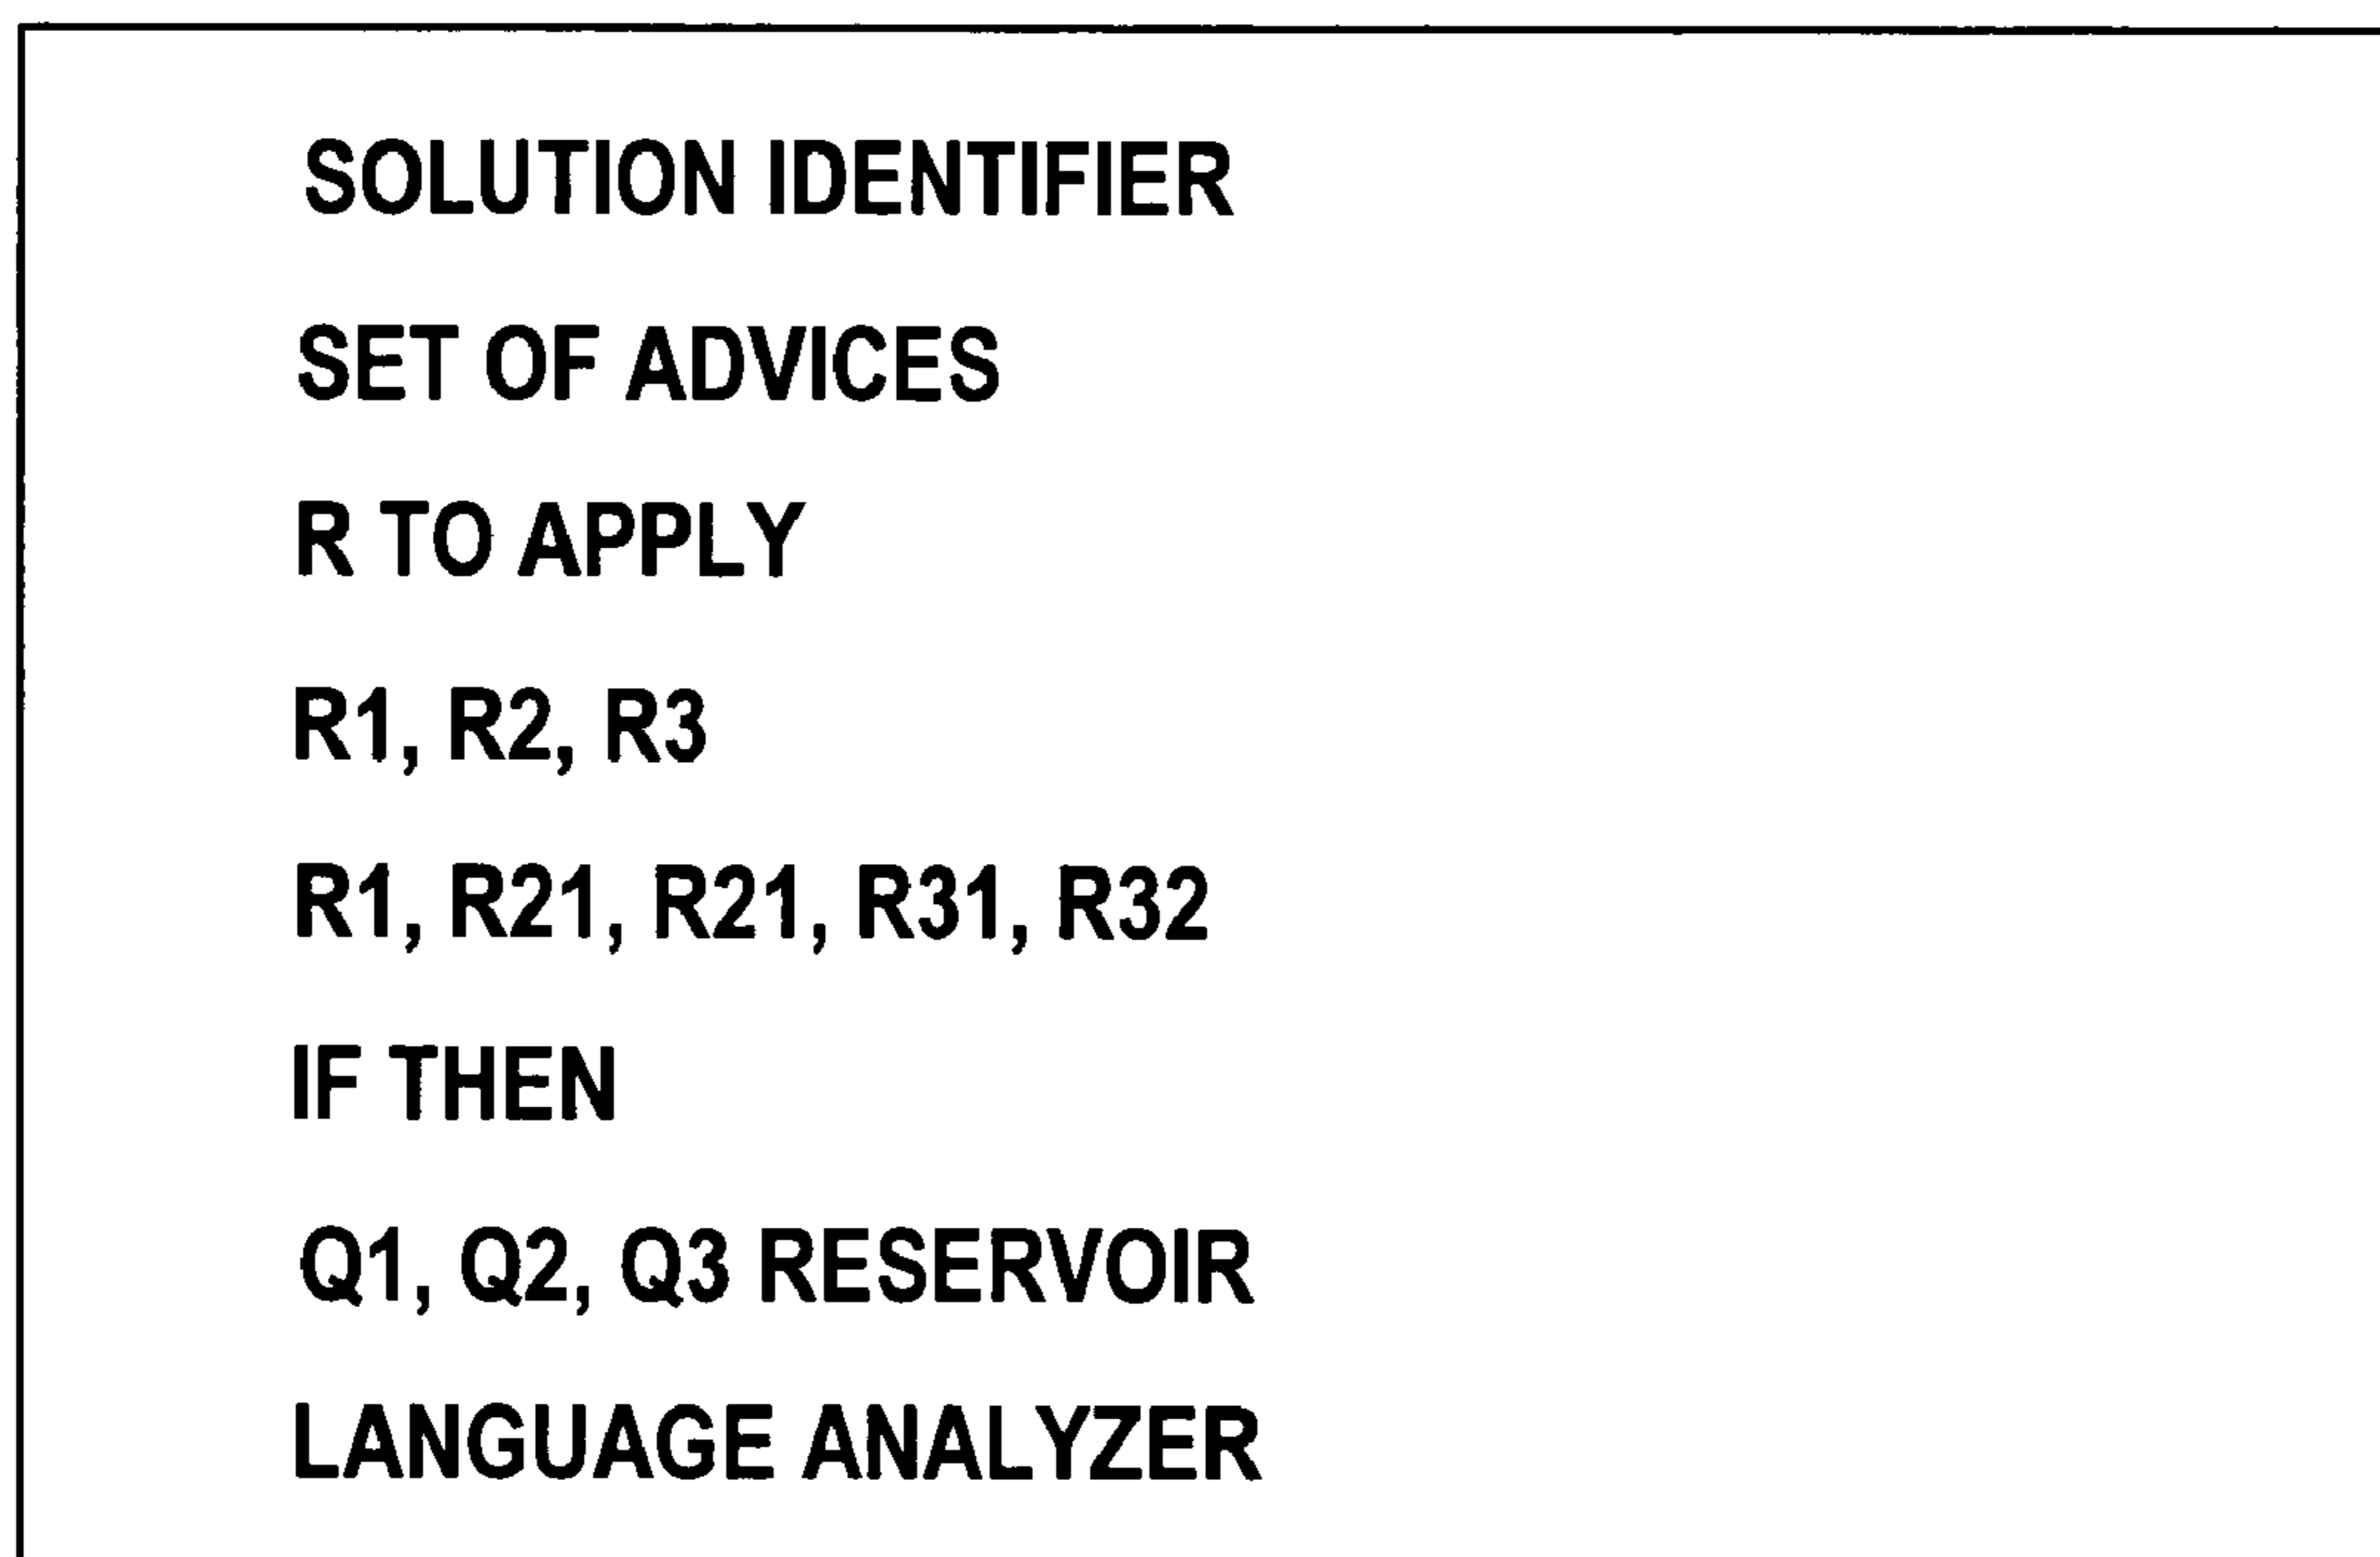 SOLUTION IDENTIFIER
SET OF ADVICES
R TO APPLY
R1, R2, R3
R1, R21, R21, R31, R32
IF THEN
Q1, Q2, Q3 RESERVOIR
LANGUAGE ANALYZER